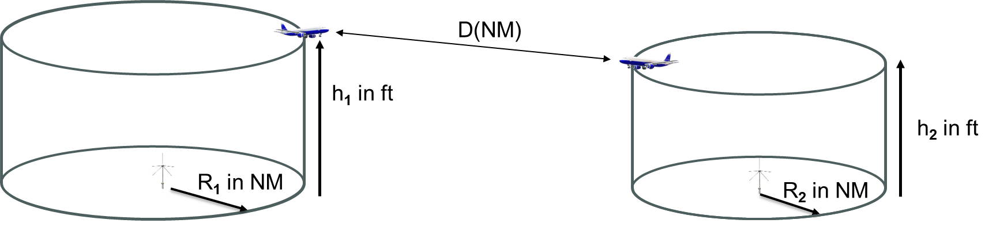 D(NM)
h₁ in ft
h₂ in ft
R₁ in NM
R₂ in NM